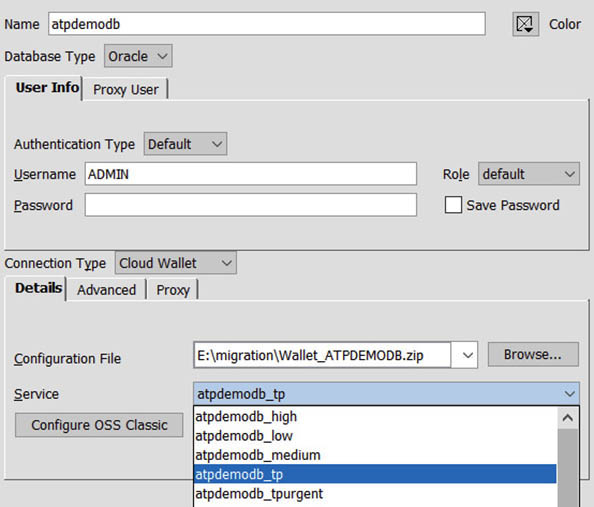 Name atpdemodb Color
Database Type Oracle
User Info Proxy User
Authentication Type Default
Username ADMIN Role default
Password Save Password
Connection Type Cloud Wallet
Details Advanced Proxy
Configuration File E:\migration\Wallet_ATPDEMODB.zip Browse...
Service atpdemodb_tp
Configure OSS Classic atpdemodb_high
atpdemodb_low
atpdemodb_medium
atpdemodb_tp
atpdemodb_tpurgent